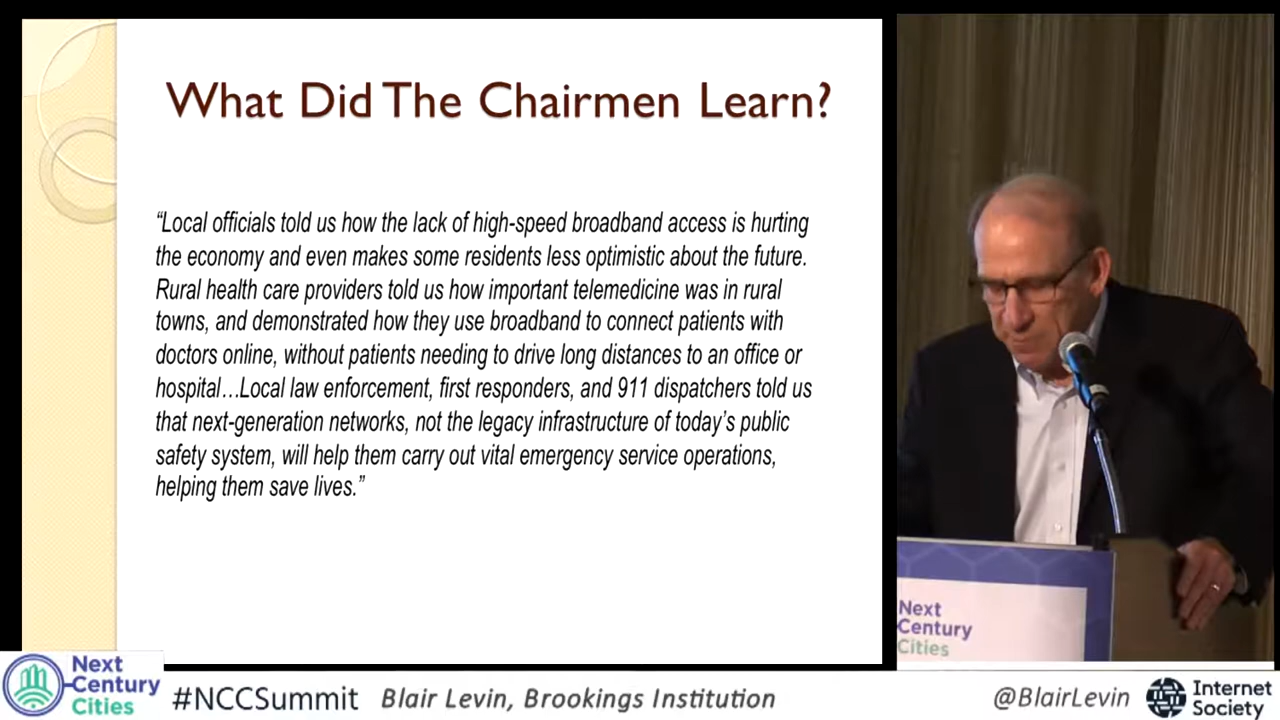 What Did The Chairmen Learn?
“Local officials told us how the lack of high-speed broadband access is hurting
the economy and even makes some residents less optimistic about the future.
Rural health care providers told us how important telemedicine was in rural
towns, and demonstrated how they use broadband to connect patients with
doctors online, without patients needing to drive long distances to an office or
hospital…Local law enforcement, first responders, and 911 dispatchers told us
that next-generation networks, not the legacy infrastructure of today’s public
safety system, will help them carry out vital emergency service operations,
helping them save lives.”
Next
Century
Cities
Next
Century
Cities
#NCCSummit
Blair Levin, Brookings Institution
@BlairLevin
Internet
Society